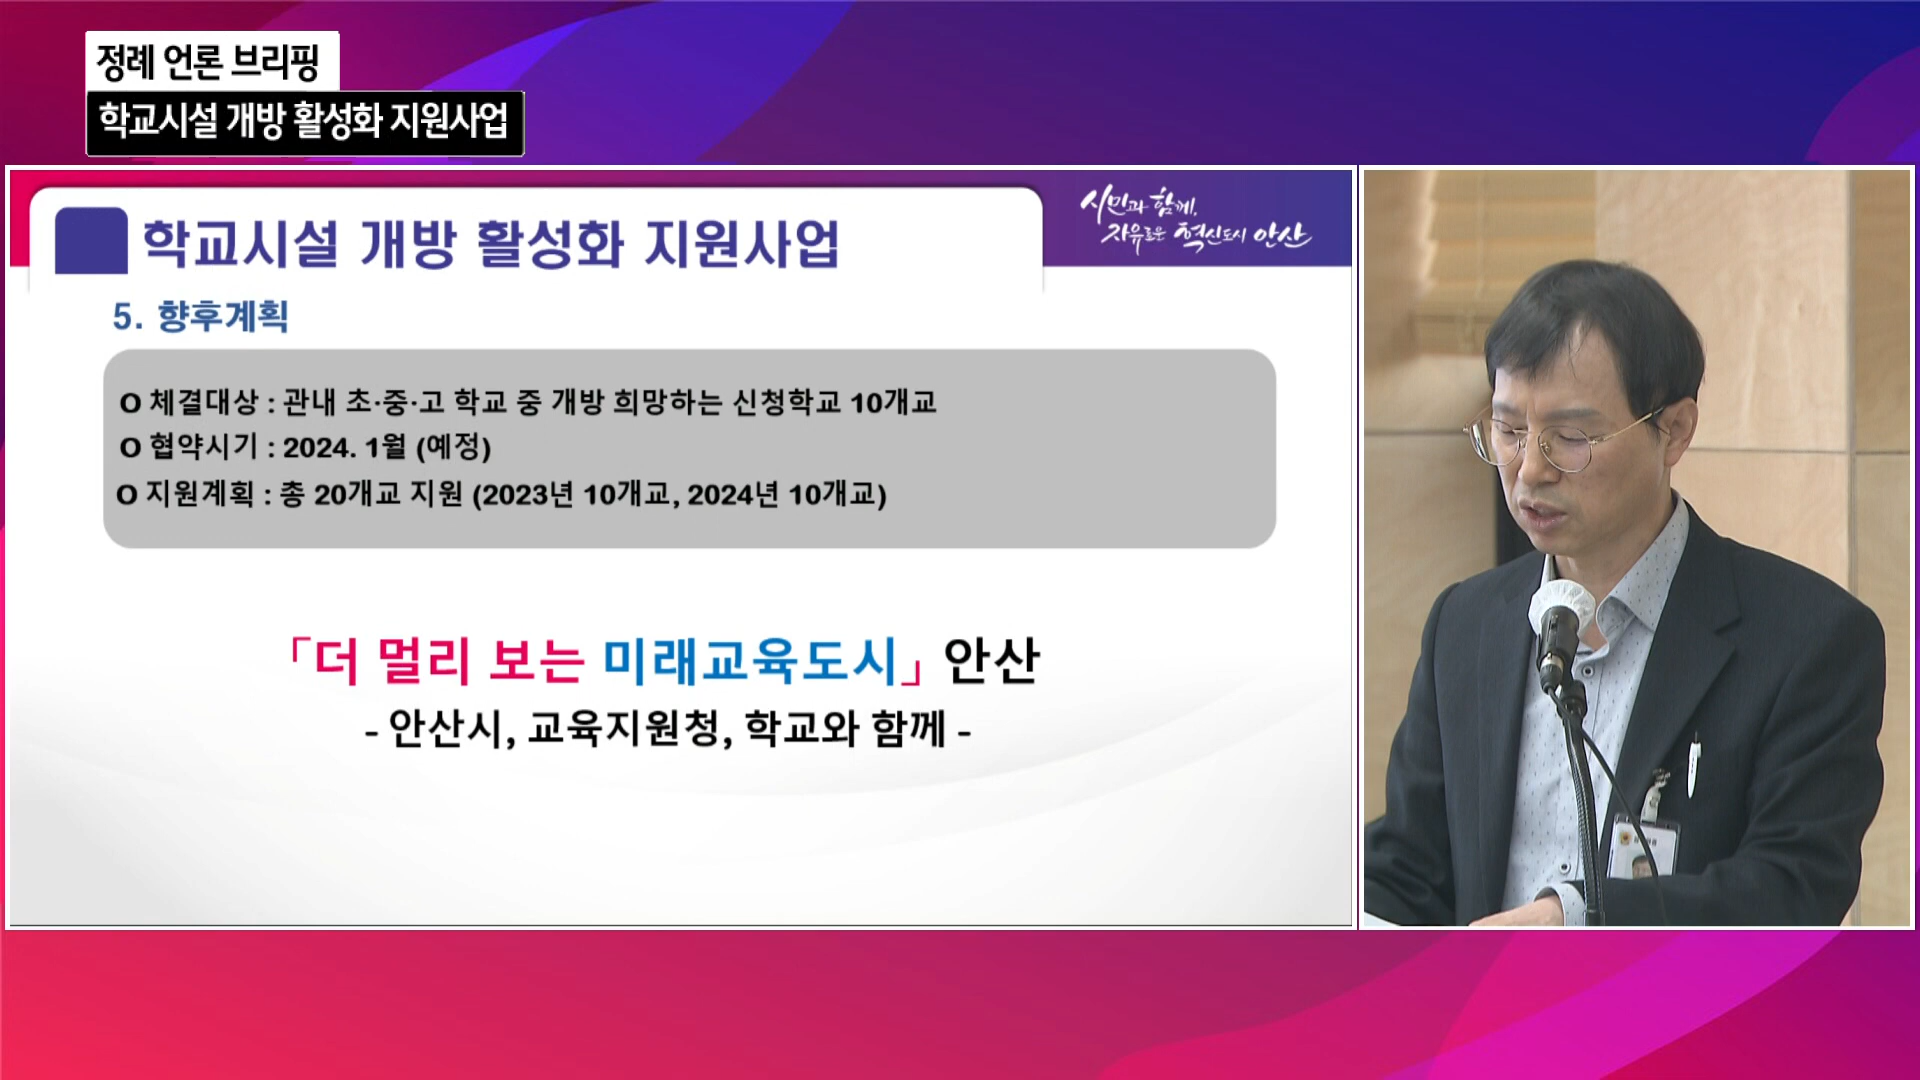 정례 언론 브리핑
학교시설 개방 활성화 지원사업
학교시설 개방 활성화 지원사업
시민과 함께,
자유로운 혁신도시 안산
5. 향후계획
O 체결대상 : 관내 초·중·고 학교 중 개방 희망하는 신청학교 10개교
O 협약시기 : 2024. 1월 (예정)
O 지원계획 : 총 20개교 지원 (2023년 10개교, 2024년 10개교)
「더 멀리 보는 미래교육도시」 안산
- 안산시, 교육지원청, 학교와 함께 -